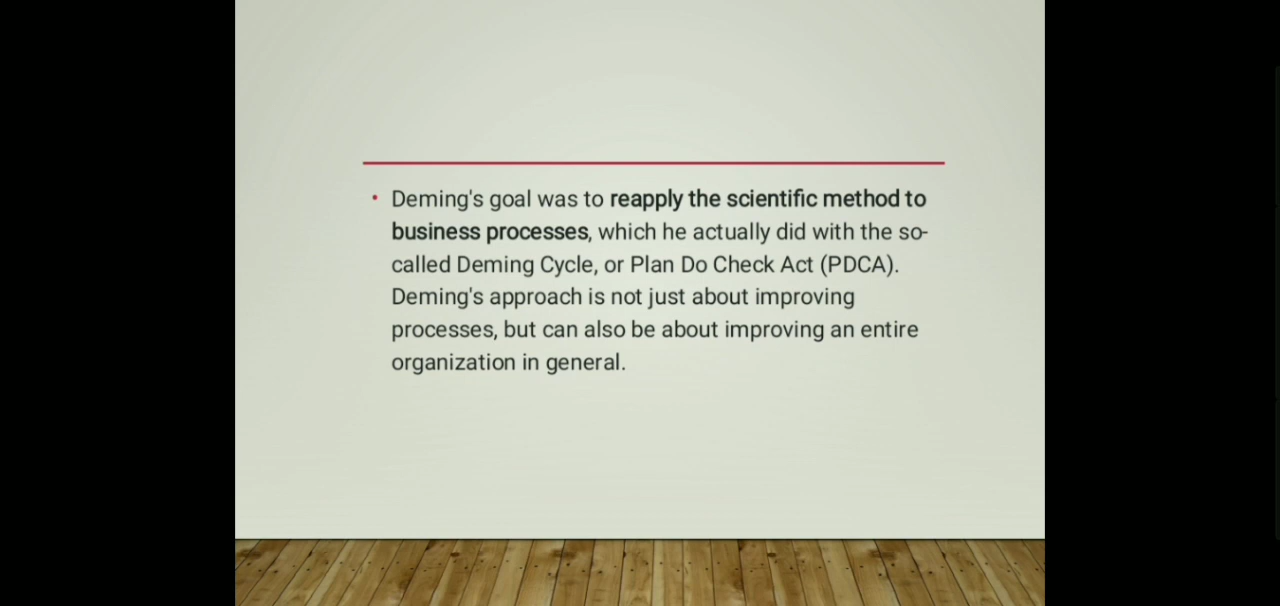 • Deming's goal was to reapply the scientific method to
business processes, which he actually did with the so-
called Deming Cycle, or Plan Do Check Act (PDCA).
Deming's approach is not just about improving
processes, but can also be about improving an entire
organization in general.